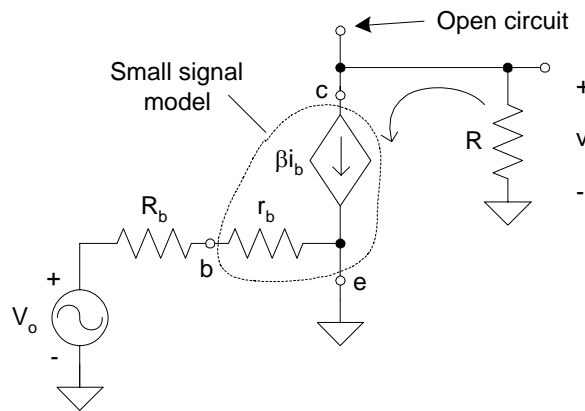 Open circuit
Small signal
model
c
+
v
-
R
βi_b
R_b
r_b
b
e
+
V_o
-